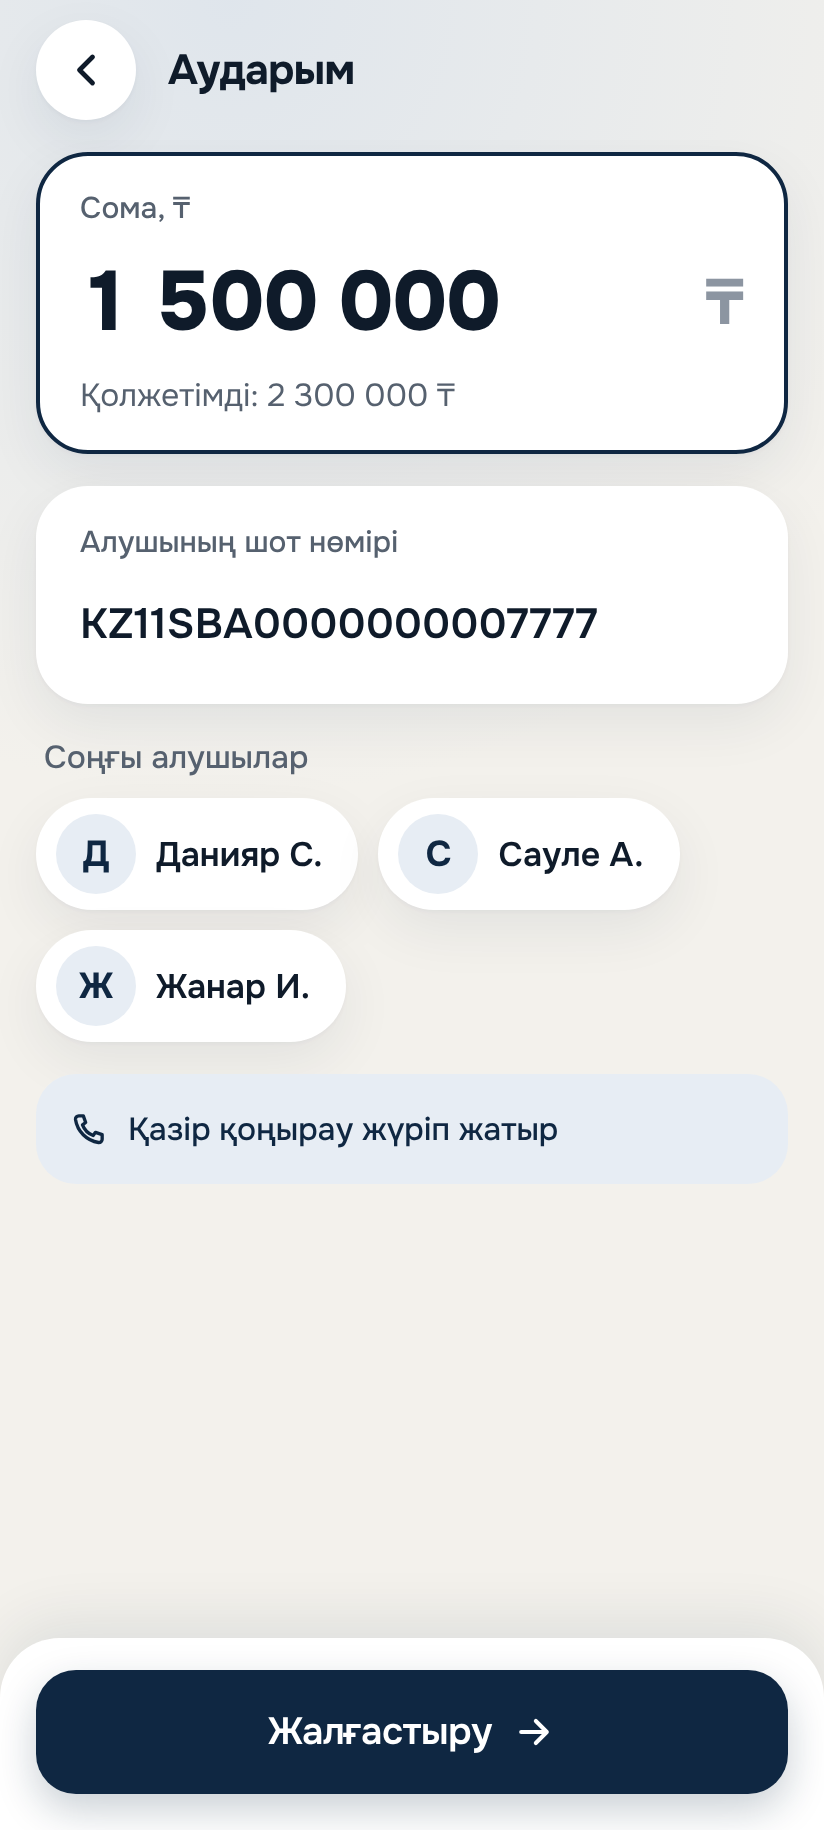 Аударым
Сома, ₸
1 500 000 ₸
Қолжетімді: 2 300 000 ₸
Алушының шот нөмірі
KZ11SBA0000000007777
Соңғы алушылар
Д Данияр С.
С Сауле А.
Ж Жанар И.
Қазір қоңырау жүріп жатыр
Жалғастыру →